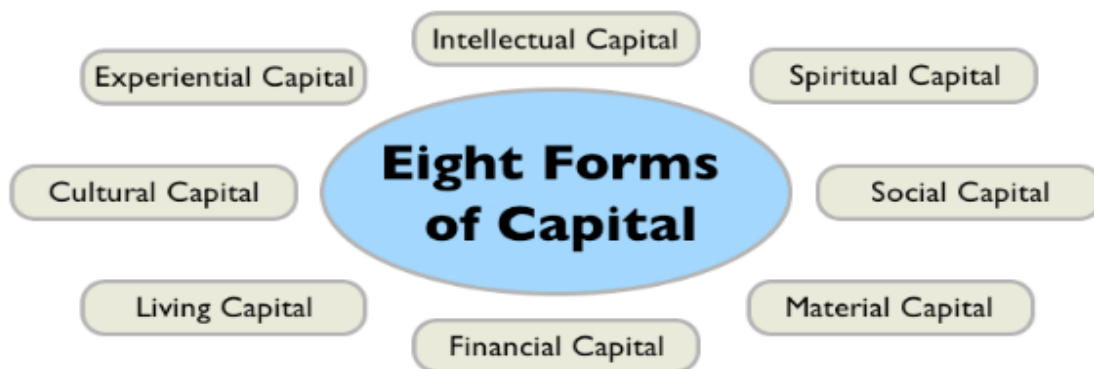 Intellectual Capital
Experiential Capital
Spiritual Capital
Eight Forms
of Capital
Cultural Capital
Social Capital
Living Capital
Material Capital
Financial Capital